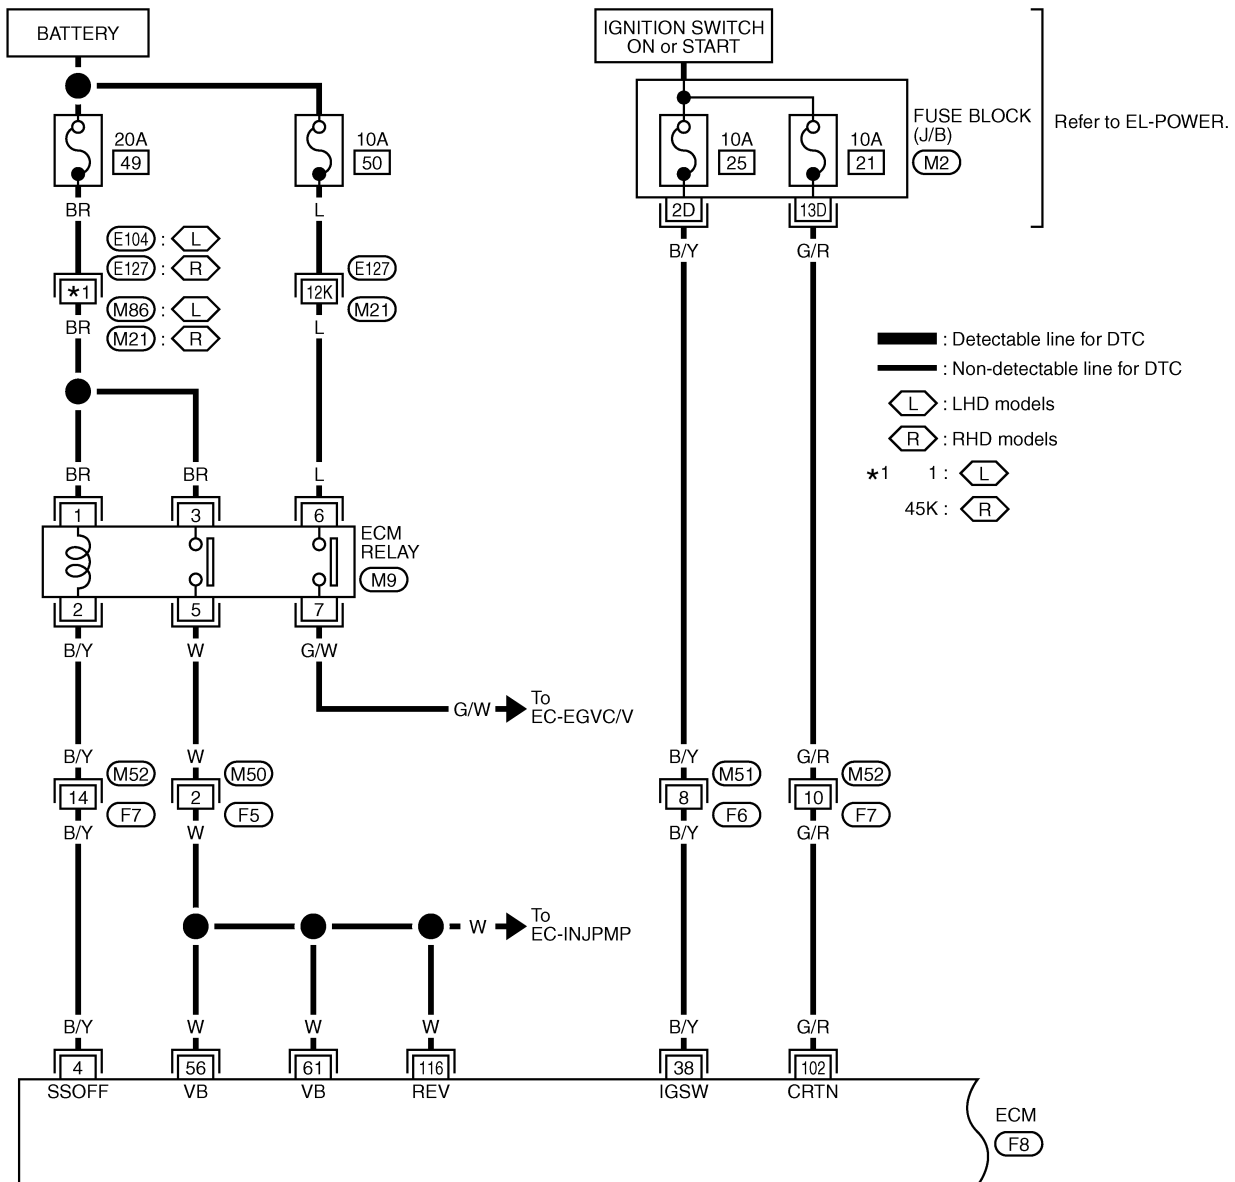 BATTERY
IGNITION SWITCH
ON or START
20A
49
10A
50
10A
25
10A
21
FUSE BLOCK
(J/B)
M2
Refer to EL-POWER.
BR
L
2D
13D
B/Y
G/R
E104 : L
E127 : R
*1
M86 : L
M21 : R
BR
12K
E127
M21
L
: Detectable line for DTC
: Non-detectable line for DTC
L : LHD models
R : RHD models
*1 1 : L
45K : R
BR
BR
L
1
3
6
ECM
RELAY
M9
2
5
7
B/Y
W
G/W
G/W
To
EC-EGVC/V
B/Y
W
B/Y
G/R
14
M52
F7
2
M50
F5
8
M51
F6
10
M52
F7
B/Y
W
B/Y
G/R
W
To
EC-INJPMP
B/Y
W
W
W
B/Y
G/R
4
56
61
116
38
102
SSOFF
VB
VB
REV
IGSW
CRTN
ECM
F8